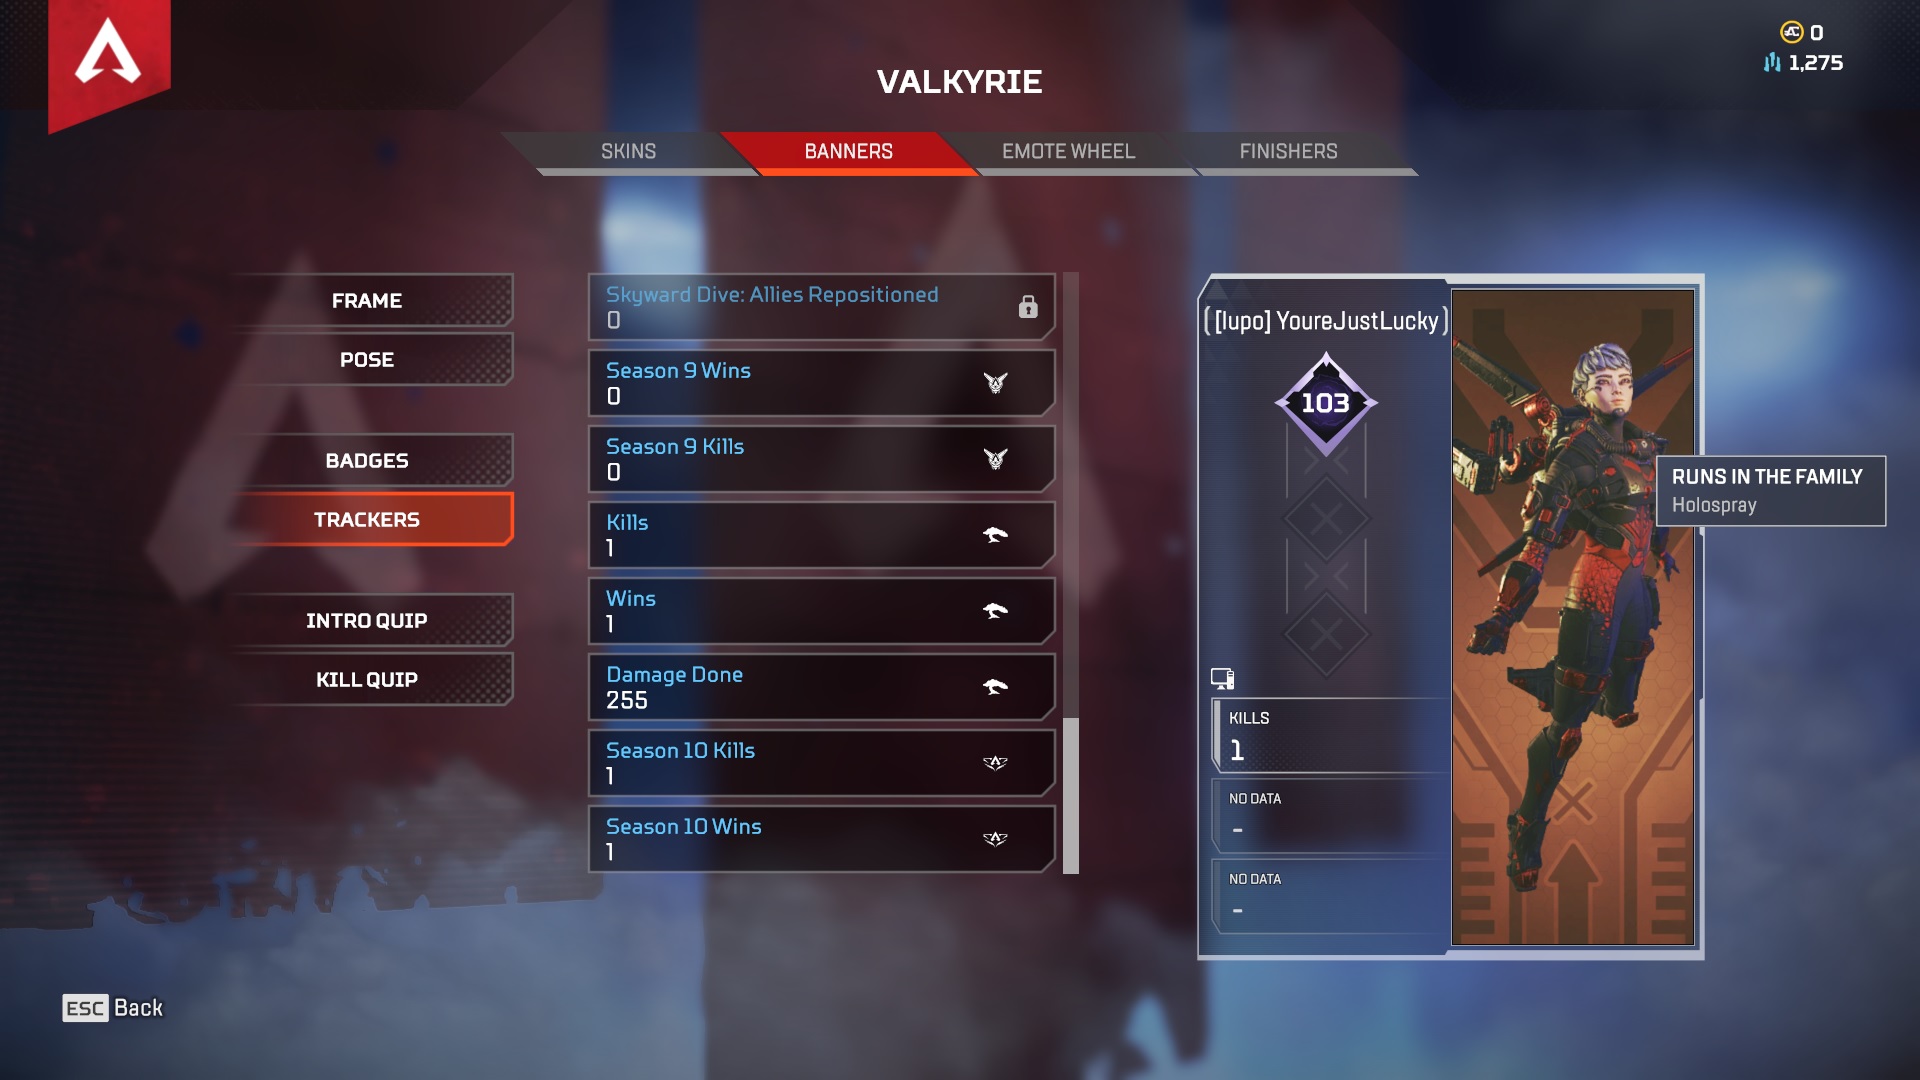 0
1,275
VALKYRIE
SKINS
BANNERS
EMOTE WHEEL
FINISHERS
FRAME
POSE
BADGES
TRACKERS
INTRO QUIP
KILL QUIP
Skyward Dive: Allies Repositioned
0
Season 9 Wins
0
Season 9 Kills
0
Kills
1
Wins
1
Damage Done
255
Season 10 Kills
1
Season 10 Wins
1
[lupo] YoureJustLucky
103
KILLS
1
NO DATA
-
NO DATA
-
RUNS IN THE FAMILY
Holospray
ESC Back